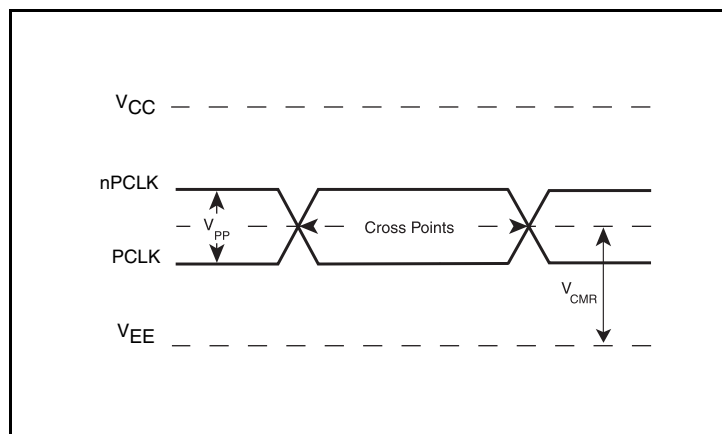 VCC
nPCLK
VPP
Cross Points
PCLK
VCMR
VEE